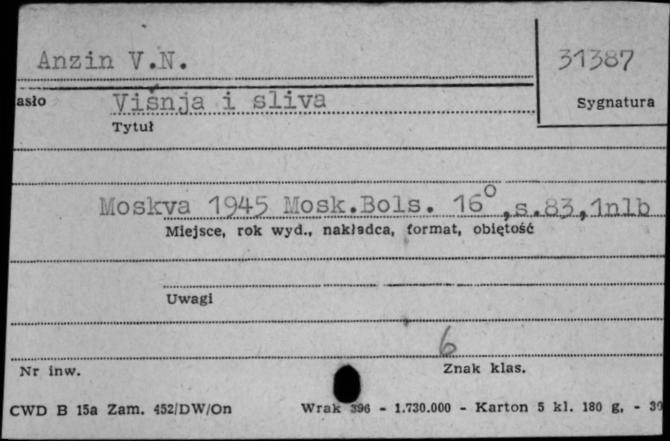 Anzin V.N.
31387
asło
Višnja i sliva
Sygnatura
Tytuł
Moskva 1945 Mosk.Bols. 16°,s.83,1nlb
Miejsce, rok wyd., nakładca, format, objętość
Uwagi
6
Nr inw.
Znak klas.
CWD B 15a Zam. 452/DW/On
Wrak 396 - 1.730.000 - Karton 5 kl. 180 g, - 30